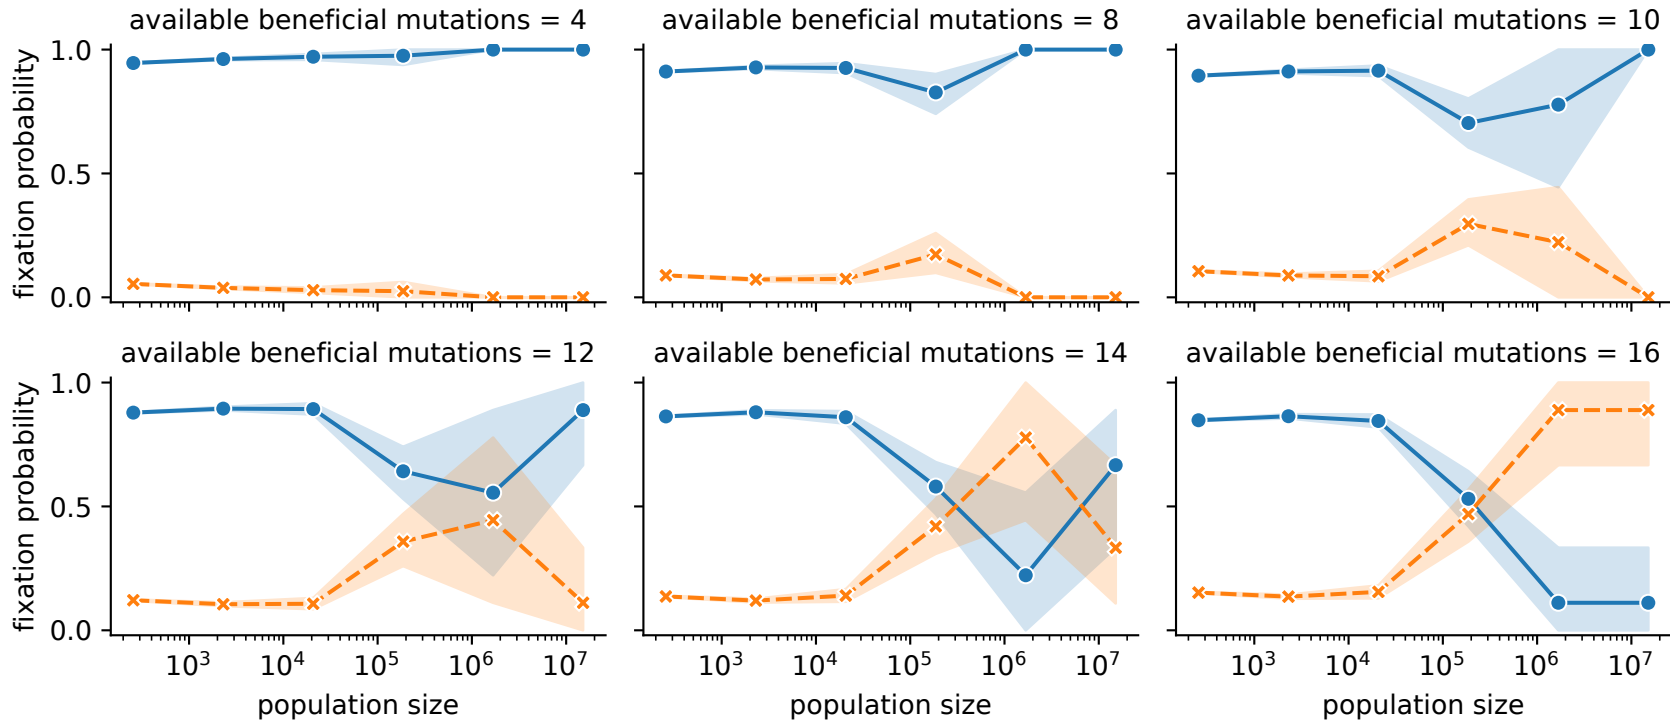 available beneficial mutations = 4
available beneficial mutations = 8
available beneficial mutations = 10
fixation probability
1.0
0.5
0.0
available beneficial mutations = 12
available beneficial mutations = 14
available beneficial mutations = 16
fixation probability
1.0
0.5
0.0
10³ 10⁴ 10⁵ 10⁶ 10⁷
10³ 10⁴ 10⁵ 10⁶ 10⁷
10³ 10⁴ 10⁵ 10⁶ 10⁷
population size
population size
population size